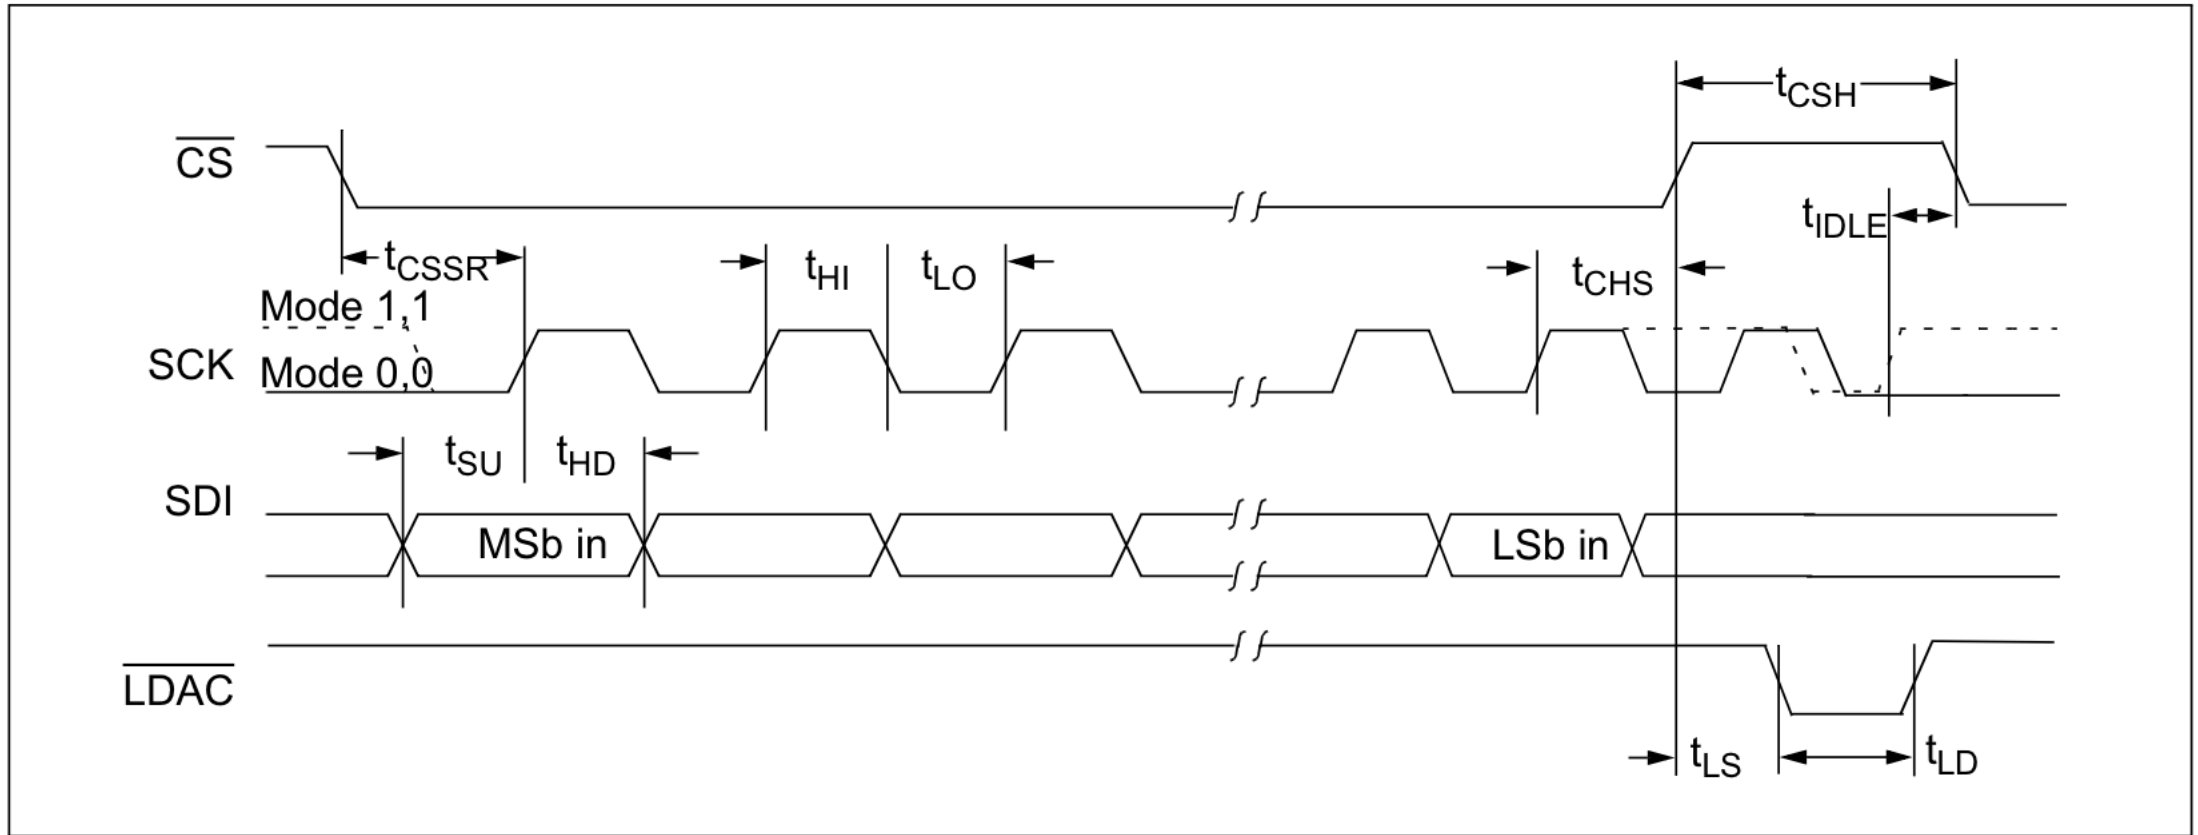 tCSH
CS
tIDLE
tCSSR
tHI
tLO
tCHS
Mode 1,1
SCK
Mode 0,0
tSU
tHD
SDI
MSb in
LSb in
LDAC
tLS
tLD